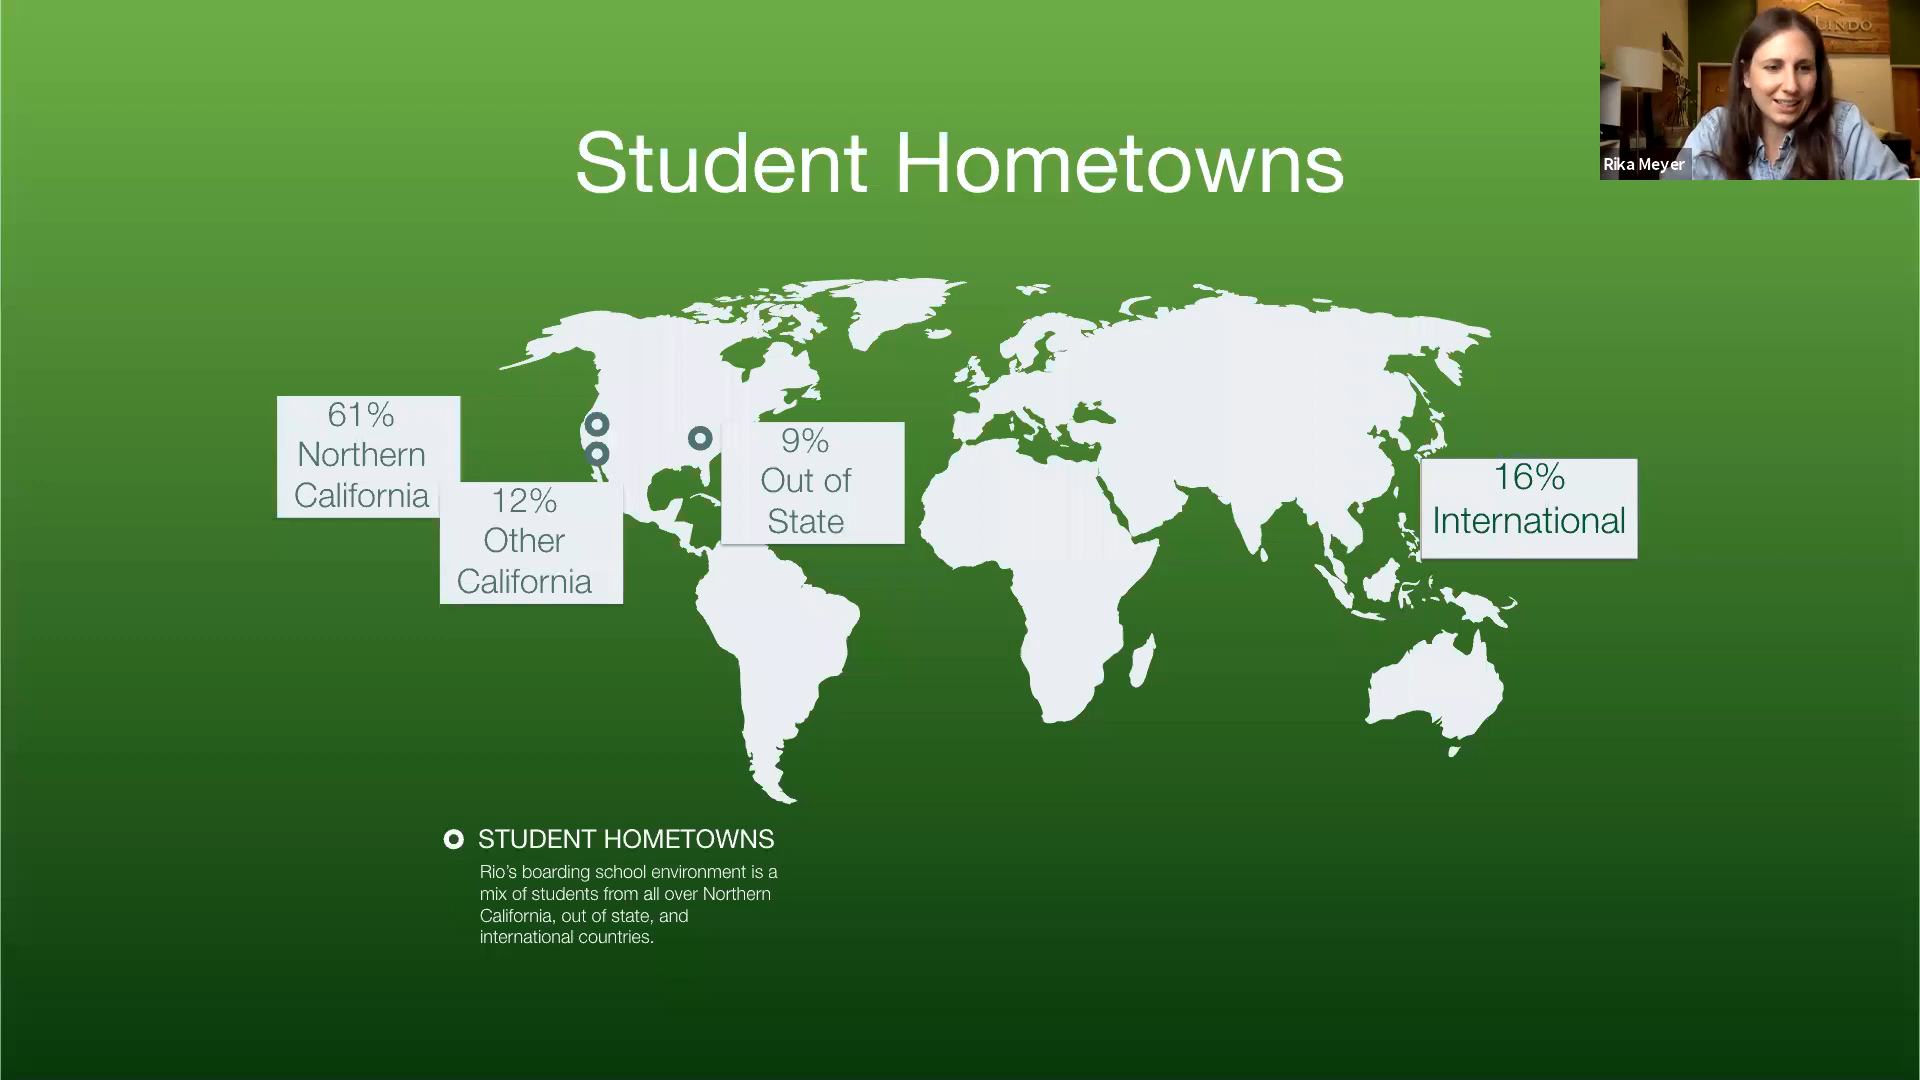 LINDO
Rika Meyer
Student Hometowns
61%
Northern
California
12%
Other
California
9%
Out of
State
16%
International
STUDENT HOMETOWNS
Rio’s boarding school environment is a
mix of students from all over Northern
California, out of state, and
international countries.